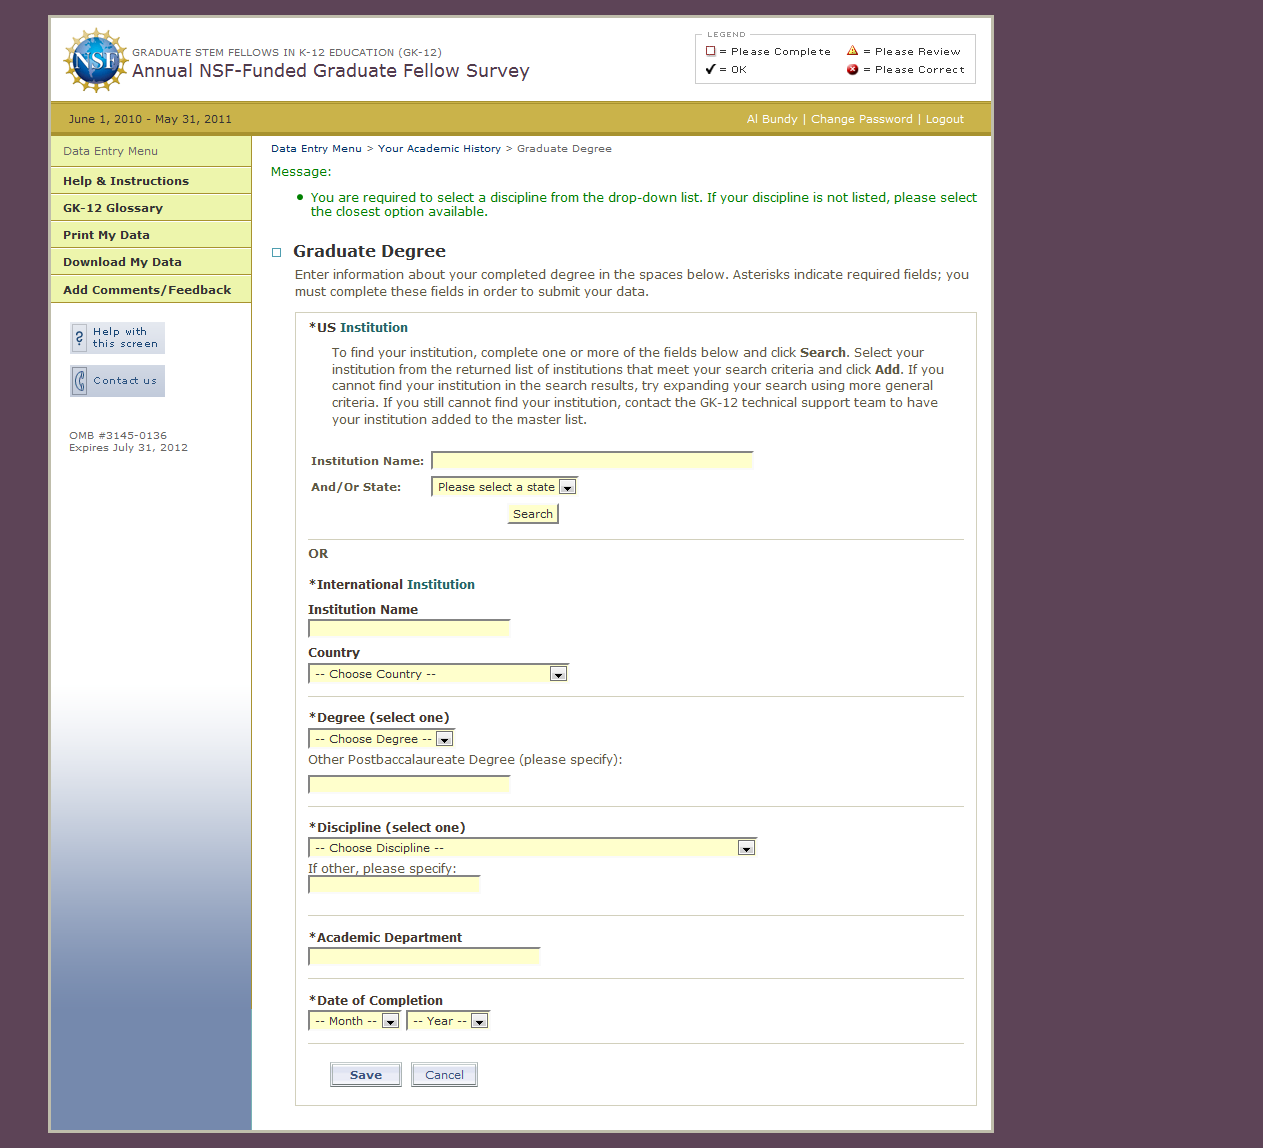 NSF
GRADUATE STEM FELLOWS IN K-12 EDUCATION (GK-12)
Annual NSF-Funded Graduate Fellow Survey
LEGEND
= Please Complete
= Please Review
= OK
= Please Correct
June 1, 2010 - May 31, 2011
Al Bundy | Change Password | Logout
Data Entry Menu
Help & Instructions
GK-12 Glossary
Print My Data
Download My Data
Add Comments/Feedback
Help with
this screen
Contact us
OMB #3145-0136
Expires July 31, 2012
Data Entry Menu > Your Academic History > Graduate Degree
Message:
You are required to select a discipline from the drop-down list. If your discipline is not listed, please select
the closest option available.
Graduate Degree
Enter information about your completed degree in the spaces below. Asterisks indicate required fields; you
must complete these fields in order to submit your data.
*US Institution
To find your institution, complete one or more of the fields below and click Search. Select your
institution from the returned list of institutions that meet your search criteria and click Add. If you
cannot find your institution in the search results, try expanding your search using more general
criteria. If you still cannot find your institution, contact the GK-12 technical support team to have
your institution added to the master list.
Institution Name:
And/Or State: Please select a state
Search
OR
*International Institution
Institution Name
Country
-- Choose Country --
*Degree (select one)
-- Choose Degree --
Other Postbaccalaureate Degree (please specify):
*Discipline (select one)
-- Choose Discipline --
If other, please specify:
*Academic Department
*Date of Completion
-- Month -- -- Year --
Save Cancel